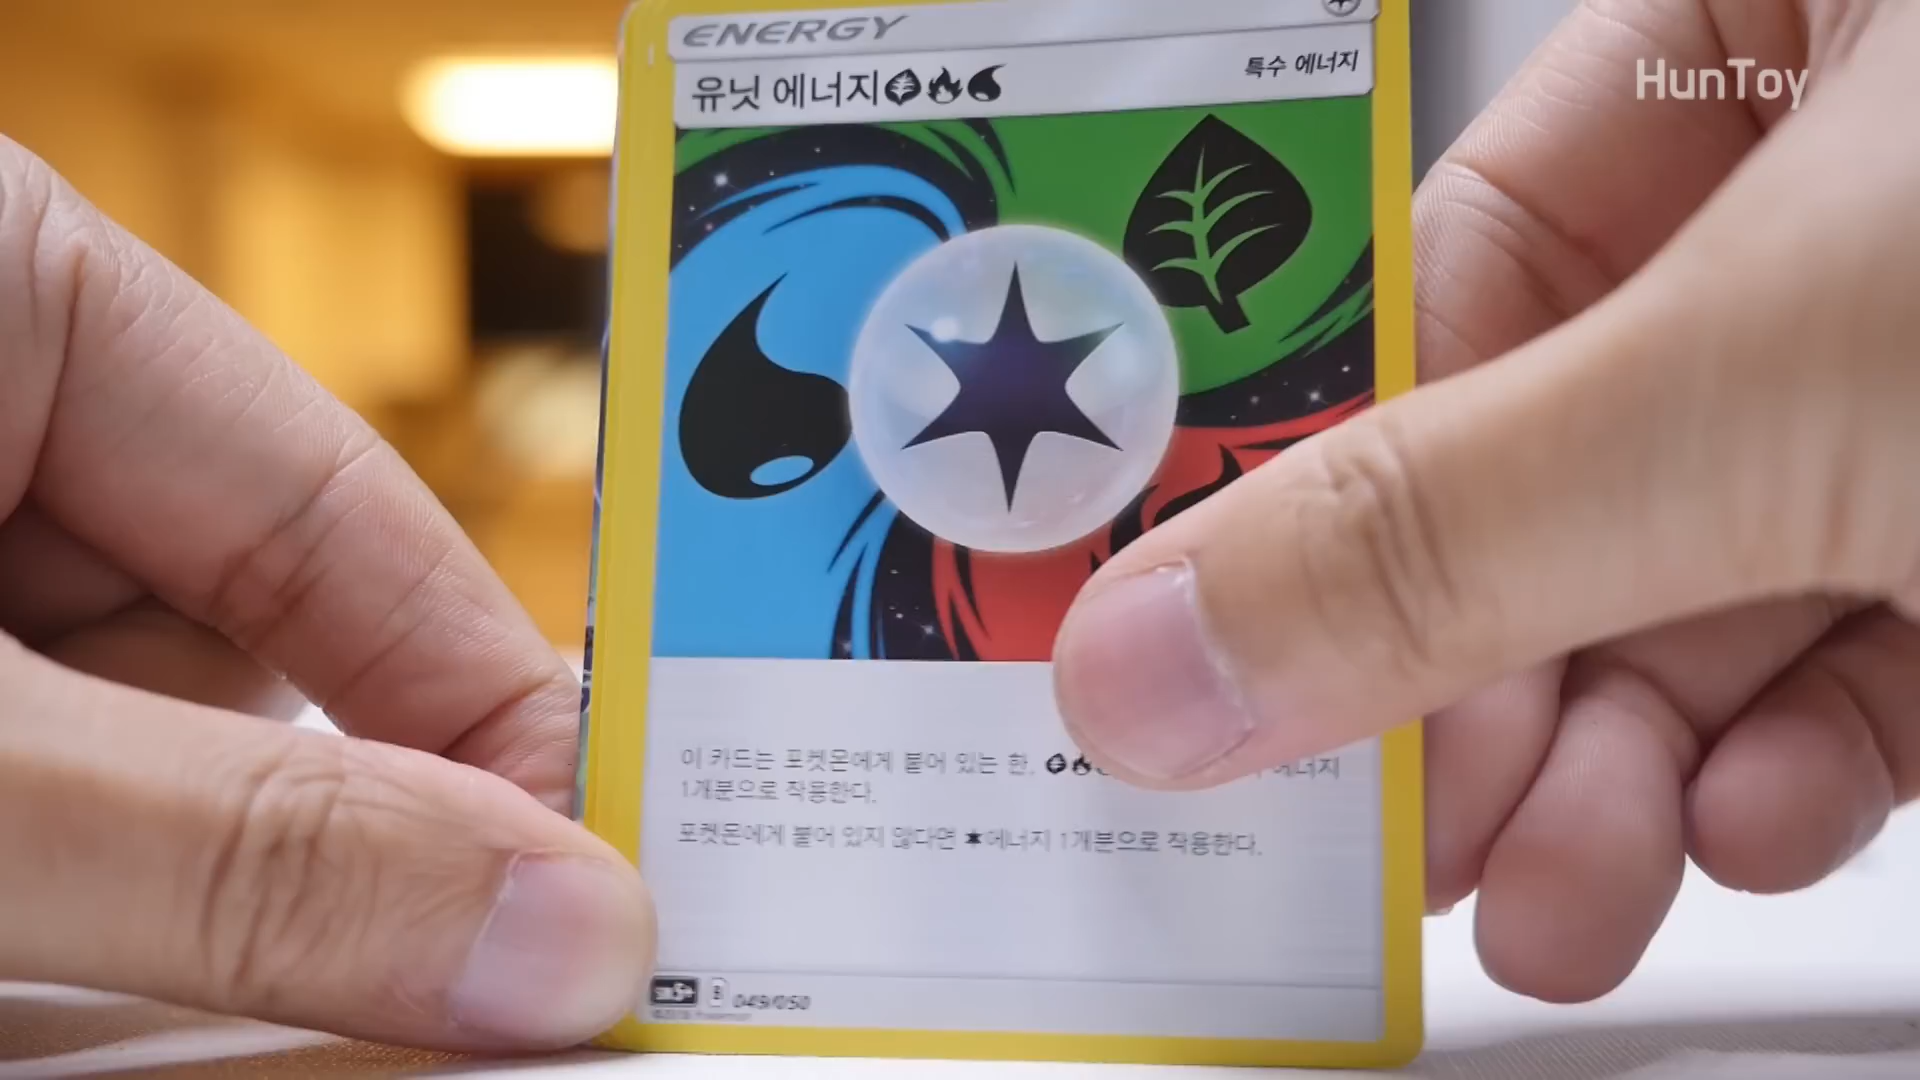 ENERGY
유닛 에너지
특수 에너지
HunToy
이 카드는 포켓몬에게 붙어 있는 한, 에너지
1개분으로 작용한다.
포켓몬에게 붙어 있지 않다면 에너지 1개분으로 작용한다.
SM5+ B 049/050